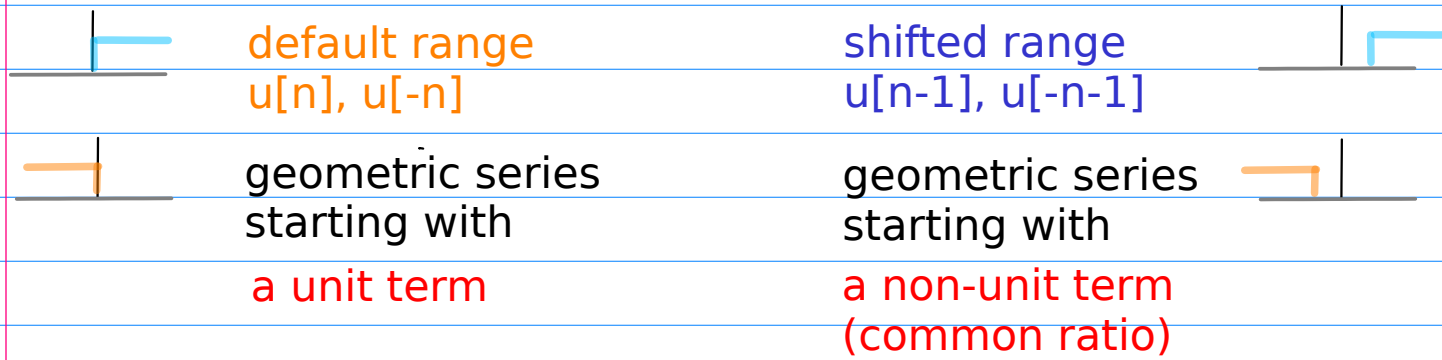 default range
u[n], u[-n]
geometric series
starting with
a unit term
shifted range
u[n-1], u[-n-1]
geometric series
starting with
a non-unit term
(common ratio)